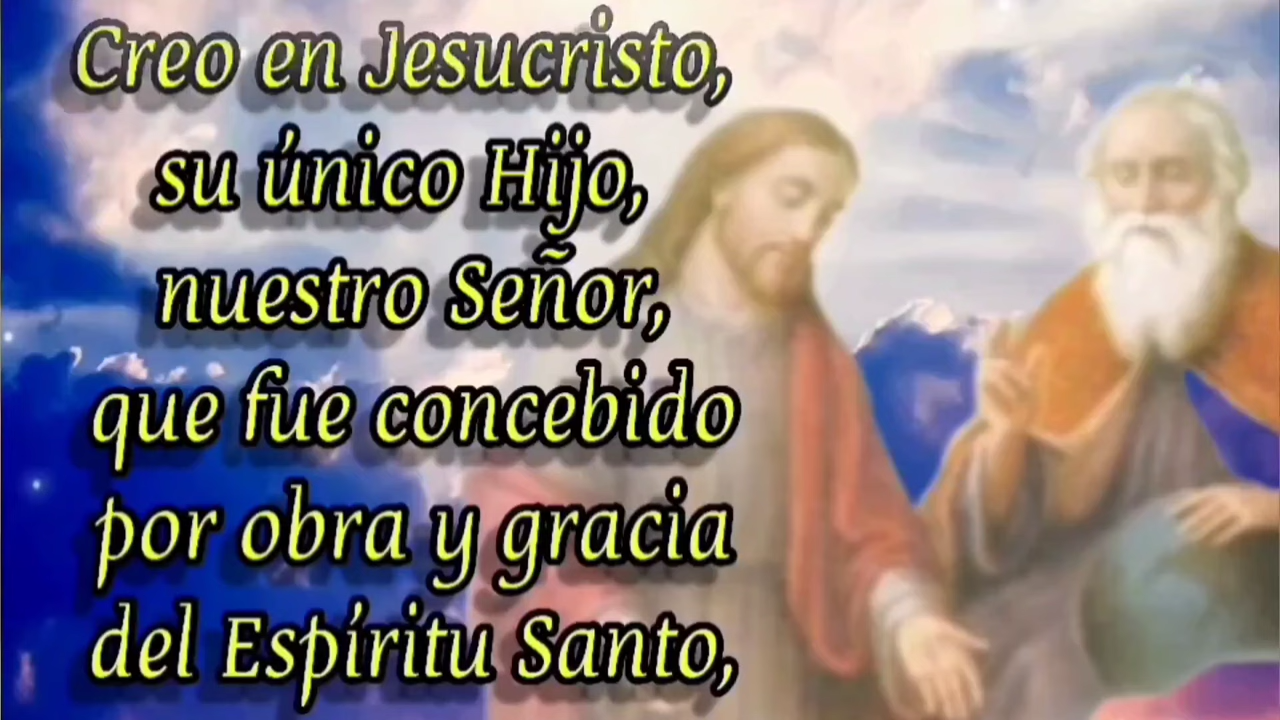 Creo en Jesucristo,
su único Hijo,
nuestro Señor,
que fue concebido
por obra y gracia
del Espíritu Santo,